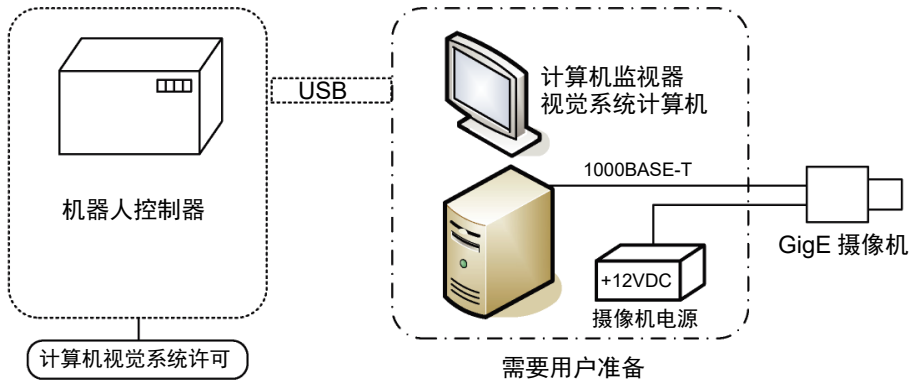 机器人控制器
计算机视觉系统许可
USB
计算机监视器
视觉系统计算机
1000BASE-T
+12VDC
摄像机电源
需要用户准备
GigE 摄像机